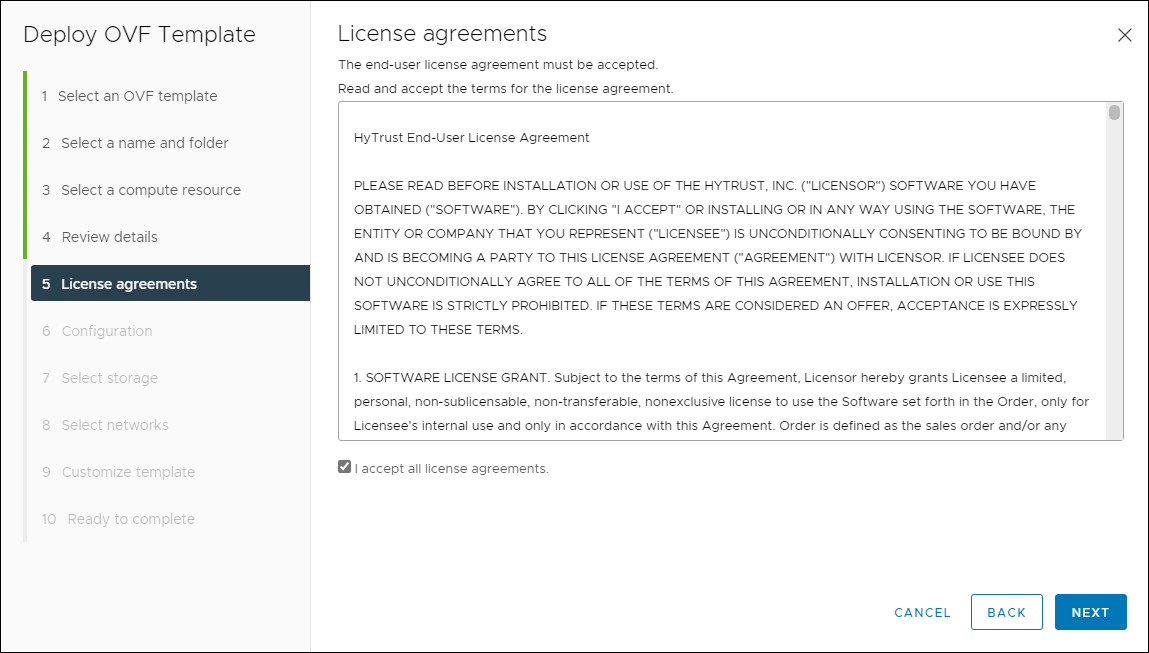 Deploy OVF Template
1 Select an OVF template
2 Select a name and folder
3 Select a compute resource
4 Review details
5 License agreements
6 Configuration
7 Select storage
8 Select networks
9 Customize template
10 Ready to complete
License agreements
The end-user license agreement must be accepted.
Read and accept the terms for the license agreement.
HyTrust End-User License Agreement
PLEASE READ BEFORE INSTALLATION OR USE OF THE HYTRUST, INC. ("LICENSOR") SOFTWARE YOU HAVE
OBTAINED ("SOFTWARE"). BY CLICKING "I ACCEPT" OR INSTALLING OR IN ANY WAY USING THE SOFTWARE, THE
ENTITY OR COMPANY THAT YOU REPRESENT ("LICENSEE") IS UNCONDITIONALLY CONSENTING TO BE BOUND BY
AND IS BECOMING A PARTY TO THIS LICENSE AGREEMENT ("AGREEMENT") WITH LICENSOR. IF LICENSEE DOES
NOT UNCONDITIONALLY AGREE TO ALL OF THE TERMS OF THIS AGREEMENT, INSTALLATION OR USE THIS
SOFTWARE IS STRICTLY PROHIBITED. IF THESE TERMS ARE CONSIDERED AN OFFER, ACCEPTANCE IS EXPRESSLY
LIMITED TO THESE TERMS.
1. SOFTWARE LICENSE GRANT. Subject to the terms of this Agreement, Licensor hereby grants Licensee a limited,
personal, non-sublicensable, non-transferable, nonexclusive license to use the Software set forth in the Order, only for
Licensee's internal use and only in accordance with this Agreement. Order is defined as the sales order and/or any
I accept all license agreements.
CANCEL
BACK
NEXT